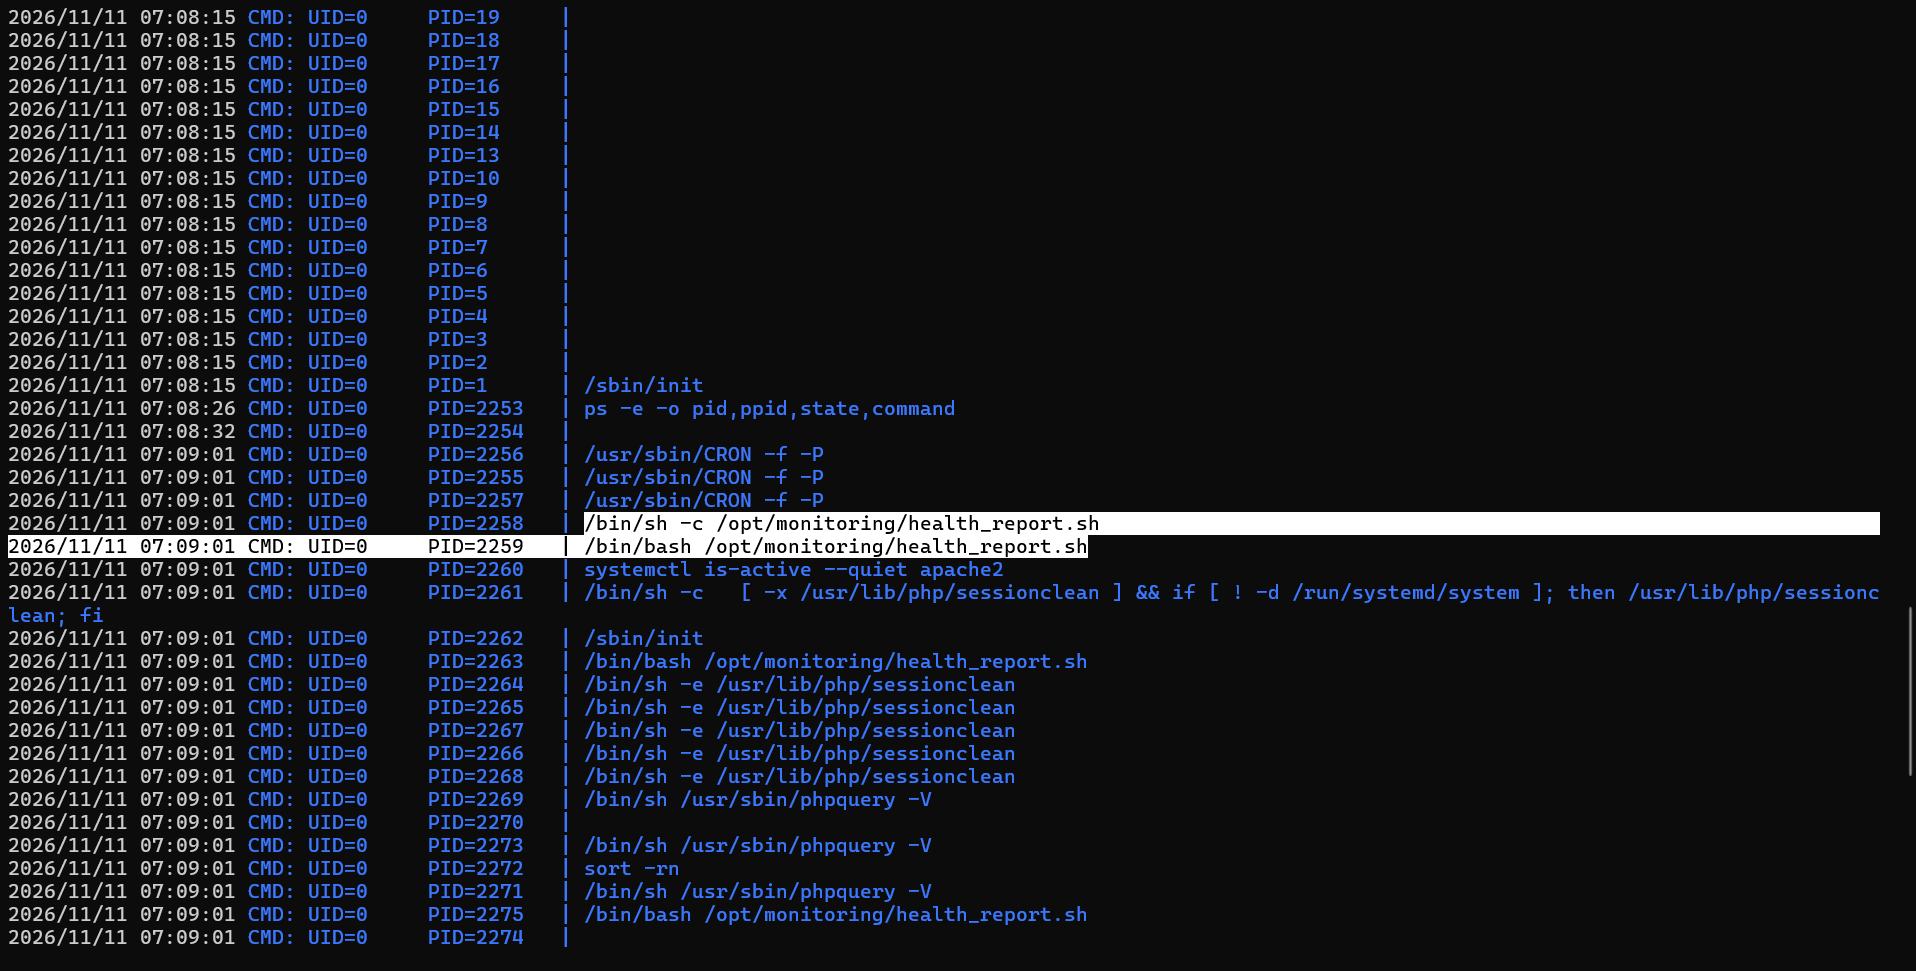 2026/11/11 07:08:15 CMD: UID=0     PID=19     |
2026/11/11 07:08:15 CMD: UID=0     PID=18     |
2026/11/11 07:08:15 CMD: UID=0     PID=17     |
2026/11/11 07:08:15 CMD: UID=0     PID=16     |
2026/11/11 07:08:15 CMD: UID=0     PID=15     |
2026/11/11 07:08:15 CMD: UID=0     PID=14     |
2026/11/11 07:08:15 CMD: UID=0     PID=13     |
2026/11/11 07:08:15 CMD: UID=0     PID=10     |
2026/11/11 07:08:15 CMD: UID=0     PID=9      |
2026/11/11 07:08:15 CMD: UID=0     PID=8      |
2026/11/11 07:08:15 CMD: UID=0     PID=7      |
2026/11/11 07:08:15 CMD: UID=0     PID=6      |
2026/11/11 07:08:15 CMD: UID=0     PID=5      |
2026/11/11 07:08:15 CMD: UID=0     PID=4      |
2026/11/11 07:08:15 CMD: UID=0     PID=3      |
2026/11/11 07:08:15 CMD: UID=0     PID=2      |
2026/11/11 07:08:15 CMD: UID=0     PID=1      | /sbin/init
2026/11/11 07:08:26 CMD: UID=0     PID=2253   | ps -e -o pid,ppid,state,command
2026/11/11 07:08:32 CMD: UID=0     PID=2254   |
2026/11/11 07:09:01 CMD: UID=0     PID=2256   | /usr/sbin/CRON -f -P
2026/11/11 07:09:01 CMD: UID=0     PID=2255   | /usr/sbin/CRON -f -P
2026/11/11 07:09:01 CMD: UID=0     PID=2257   | /usr/sbin/CRON -f -P
2026/11/11 07:09:01 CMD: UID=0     PID=2258   | /bin/sh -c /opt/monitoring/health_report.sh
2026/11/11 07:09:01 CMD: UID=0     PID=2259   | /bin/bash /opt/monitoring/health_report.sh
2026/11/11 07:09:01 CMD: UID=0     PID=2260   | systemctl is-active --quiet apache2
2026/11/11 07:09:01 CMD: UID=0     PID=2261   | /bin/sh -c   [ -x /usr/lib/php/sessionclean ] && if [ ! -d /run/systemd/system ]; then /usr/lib/php/sessionc
lean; fi
2026/11/11 07:09:01 CMD: UID=0     PID=2262   | /sbin/init
2026/11/11 07:09:01 CMD: UID=0     PID=2263   | /bin/bash /opt/monitoring/health_report.sh
2026/11/11 07:09:01 CMD: UID=0     PID=2264   | /bin/sh -e /usr/lib/php/sessionclean
2026/11/11 07:09:01 CMD: UID=0     PID=2265   | /bin/sh -e /usr/lib/php/sessionclean
2026/11/11 07:09:01 CMD: UID=0     PID=2267   | /bin/sh -e /usr/lib/php/sessionclean
2026/11/11 07:09:01 CMD: UID=0     PID=2266   | /bin/sh -e /usr/lib/php/sessionclean
2026/11/11 07:09:01 CMD: UID=0     PID=2268   | /bin/sh -e /usr/lib/php/sessionclean
2026/11/11 07:09:01 CMD: UID=0     PID=2269   | /bin/sh /usr/sbin/phpquery -V
2026/11/11 07:09:01 CMD: UID=0     PID=2270   |
2026/11/11 07:09:01 CMD: UID=0     PID=2273   | /bin/sh /usr/sbin/phpquery -V
2026/11/11 07:09:01 CMD: UID=0     PID=2272   | sort -rn
2026/11/11 07:09:01 CMD: UID=0     PID=2271   | /bin/sh /usr/sbin/phpquery -V
2026/11/11 07:09:01 CMD: UID=0     PID=2275   | /bin/bash /opt/monitoring/health_report.sh
2026/11/11 07:09:01 CMD: UID=0     PID=2274   |